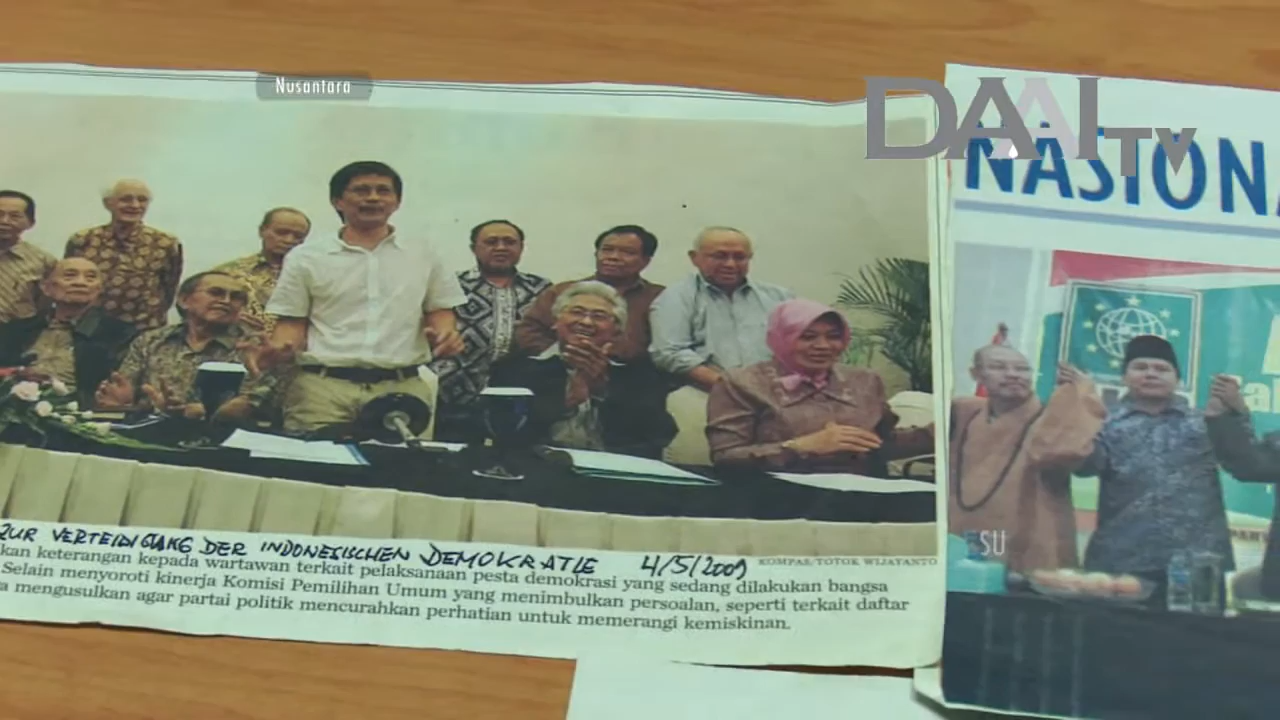 Nusantara
DAAI TV
NASIONA
ZUR VERTEIDIGUNG DER INDONESISCHEN DEMOKRATIE 4/5/2009
KOMPAS/TOTOK WIJAYANTO
kan keterangan kepada wartawan terkait pelaksanaan pesta demokrasi yang sedang dilakukan bangsa
Selain menyoroti kinerja Komisi Pemilihan Umum yang menimbulkan persoalan, seperti terkait daftar
a mengusulkan agar partai politik mencurahkan perhatian untuk memerangi kemiskinan.
SU